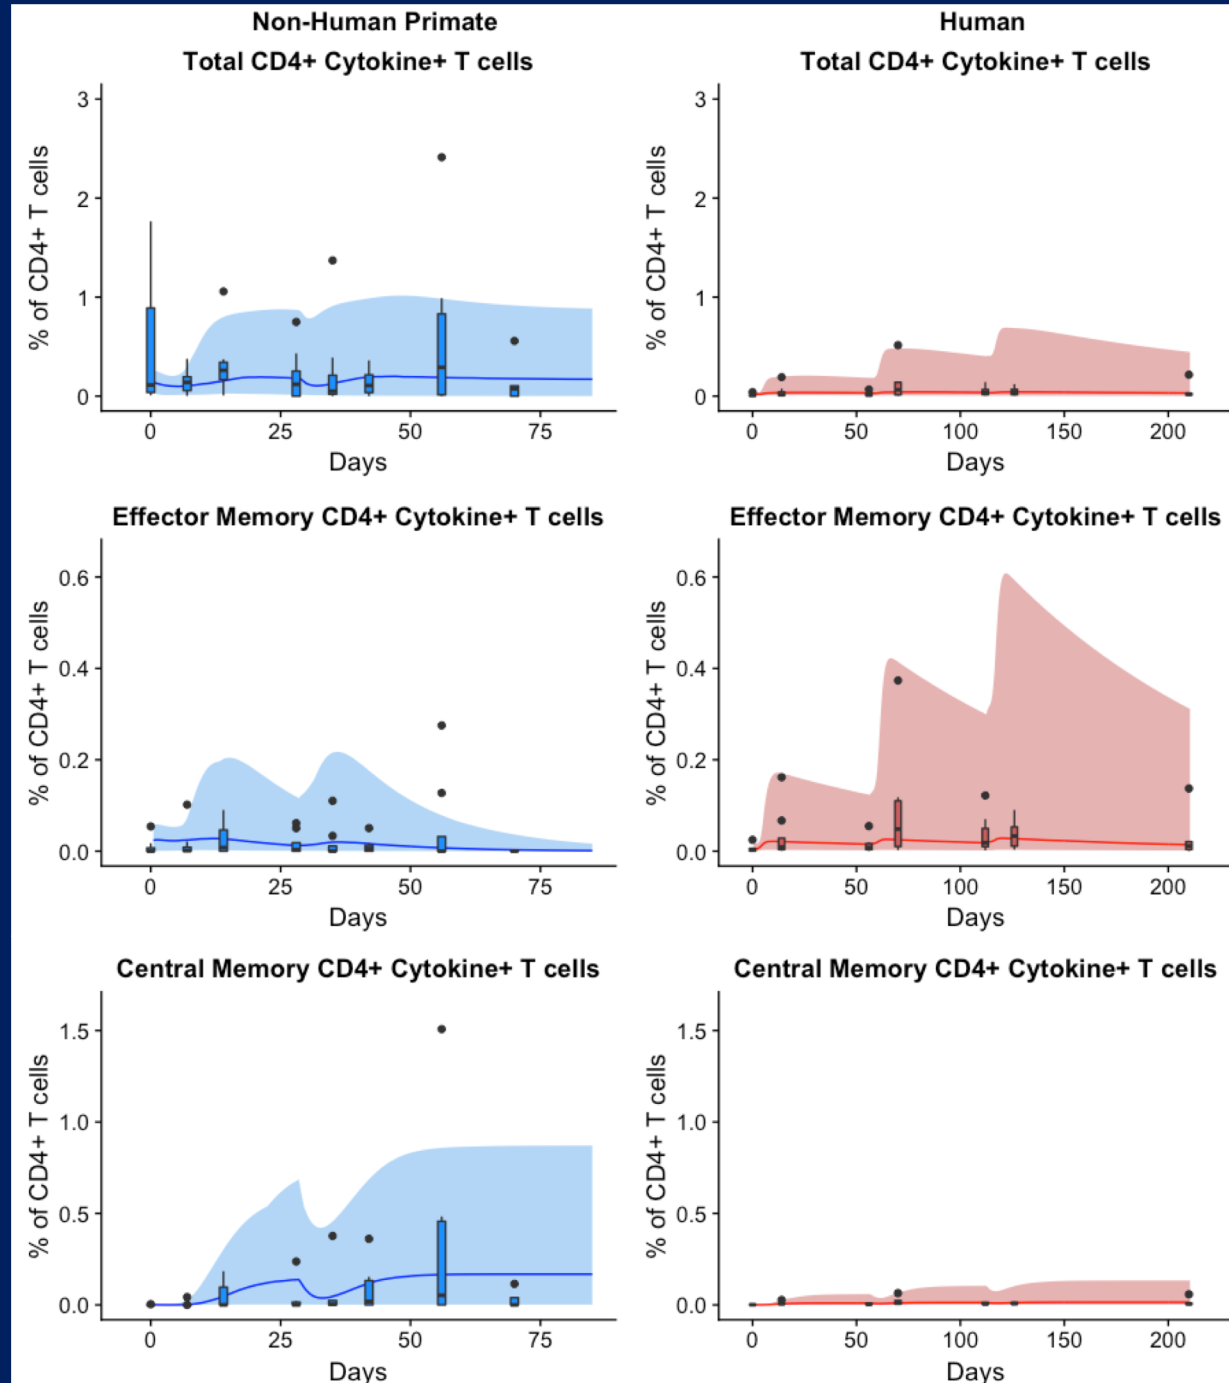 Non-Human Primate
Human
Total CD4+ Cytokine+ T cells
Total CD4+ Cytokine+ T cells
% of CD4+ T cells
3
2
1
0
0 25 50 75
Days
% of CD4+ T cells
3
2
1
0
0 50 100 150 200
Days
Effector Memory CD4+ Cytokine+ T cells
Effector Memory CD4+ Cytokine+ T cells
% of CD4+ T cells
0.6
0.4
0.2
0.0
0 25 50 75
Days
% of CD4+ T cells
0.6
0.4
0.2
0.0
0 50 100 150 200
Days
Central Memory CD4+ Cytokine+ T cells
Central Memory CD4+ Cytokine+ T cells
% of CD4+ T cells
1.5
1.0
0.5
0.0
0 25 50 75
Days
% of CD4+ T cells
1.5
1.0
0.5
0.0
0 50 100 150 200
Days